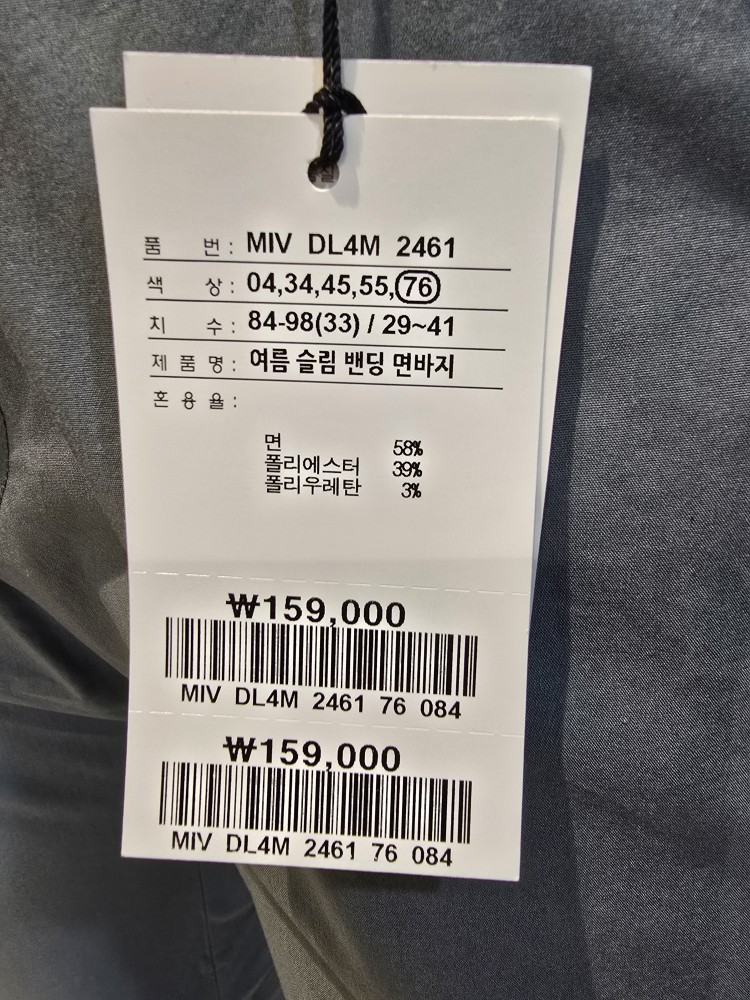 품 번 : MIV DL4M 2461
색 상 : 04,34,45,55,76
치 수 : 84-98(33) / 29~41
제 품 명 : 여름 슬림 밴딩 면바지
혼 용 율 :
면 58%
폴리에스터 39%
폴리우레탄 3%
₩159,000
MIV DL4M 2461 76 084
₩159,000
MIV DL4M 2461 76 084